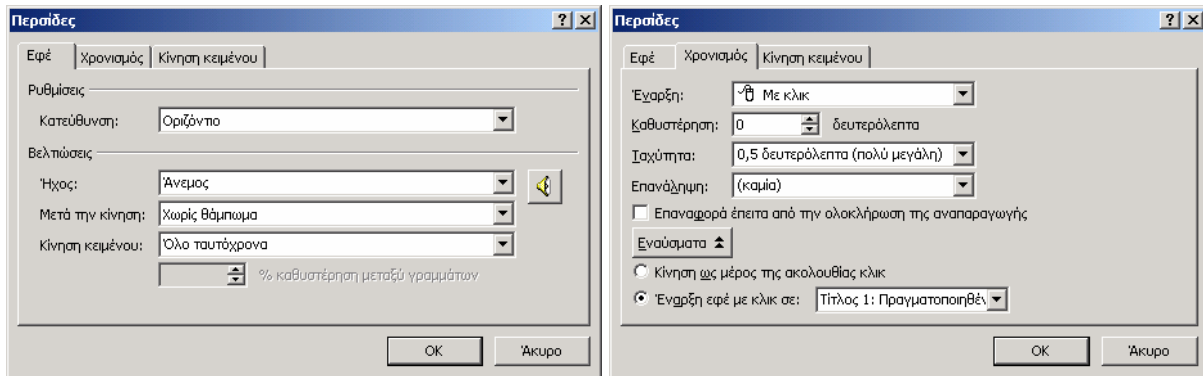 Περσίδες
Εφέ Χρονισμός Κίνηση κειμένου
Ρυθμίσεις
Κατεύθυνση: Οριζόντιο
Βελτιώσεις
Ήχος: Άνεμος
Μετά την κίνηση: Χωρίς θάμπωμα
Κίνηση κειμένου: Όλο ταυτόχρονα
% καθυστέρηση μεταξύ γραμμάτων
OK Άκυρο
Περσίδες
Εφέ Χρονισμός Κίνηση κειμένου
Έναρξη: Με κλικ
Καθυστέρηση: 0 δευτερόλεπτα
Ταχύτητα: 0,5 δευτερόλεπτα (πολύ μεγάλη)
Επανάληψη: (καμία)
Επαναφορά έπειτα από την ολοκλήρωση της αναπαραγωγής
Εναύσματα
Κίνηση ως μέρος της ακολουθίας κλικ
Έναρξη εφέ με κλικ σε: Τίτλος 1: Πραγματοποιηθέν
OK Άκυρο